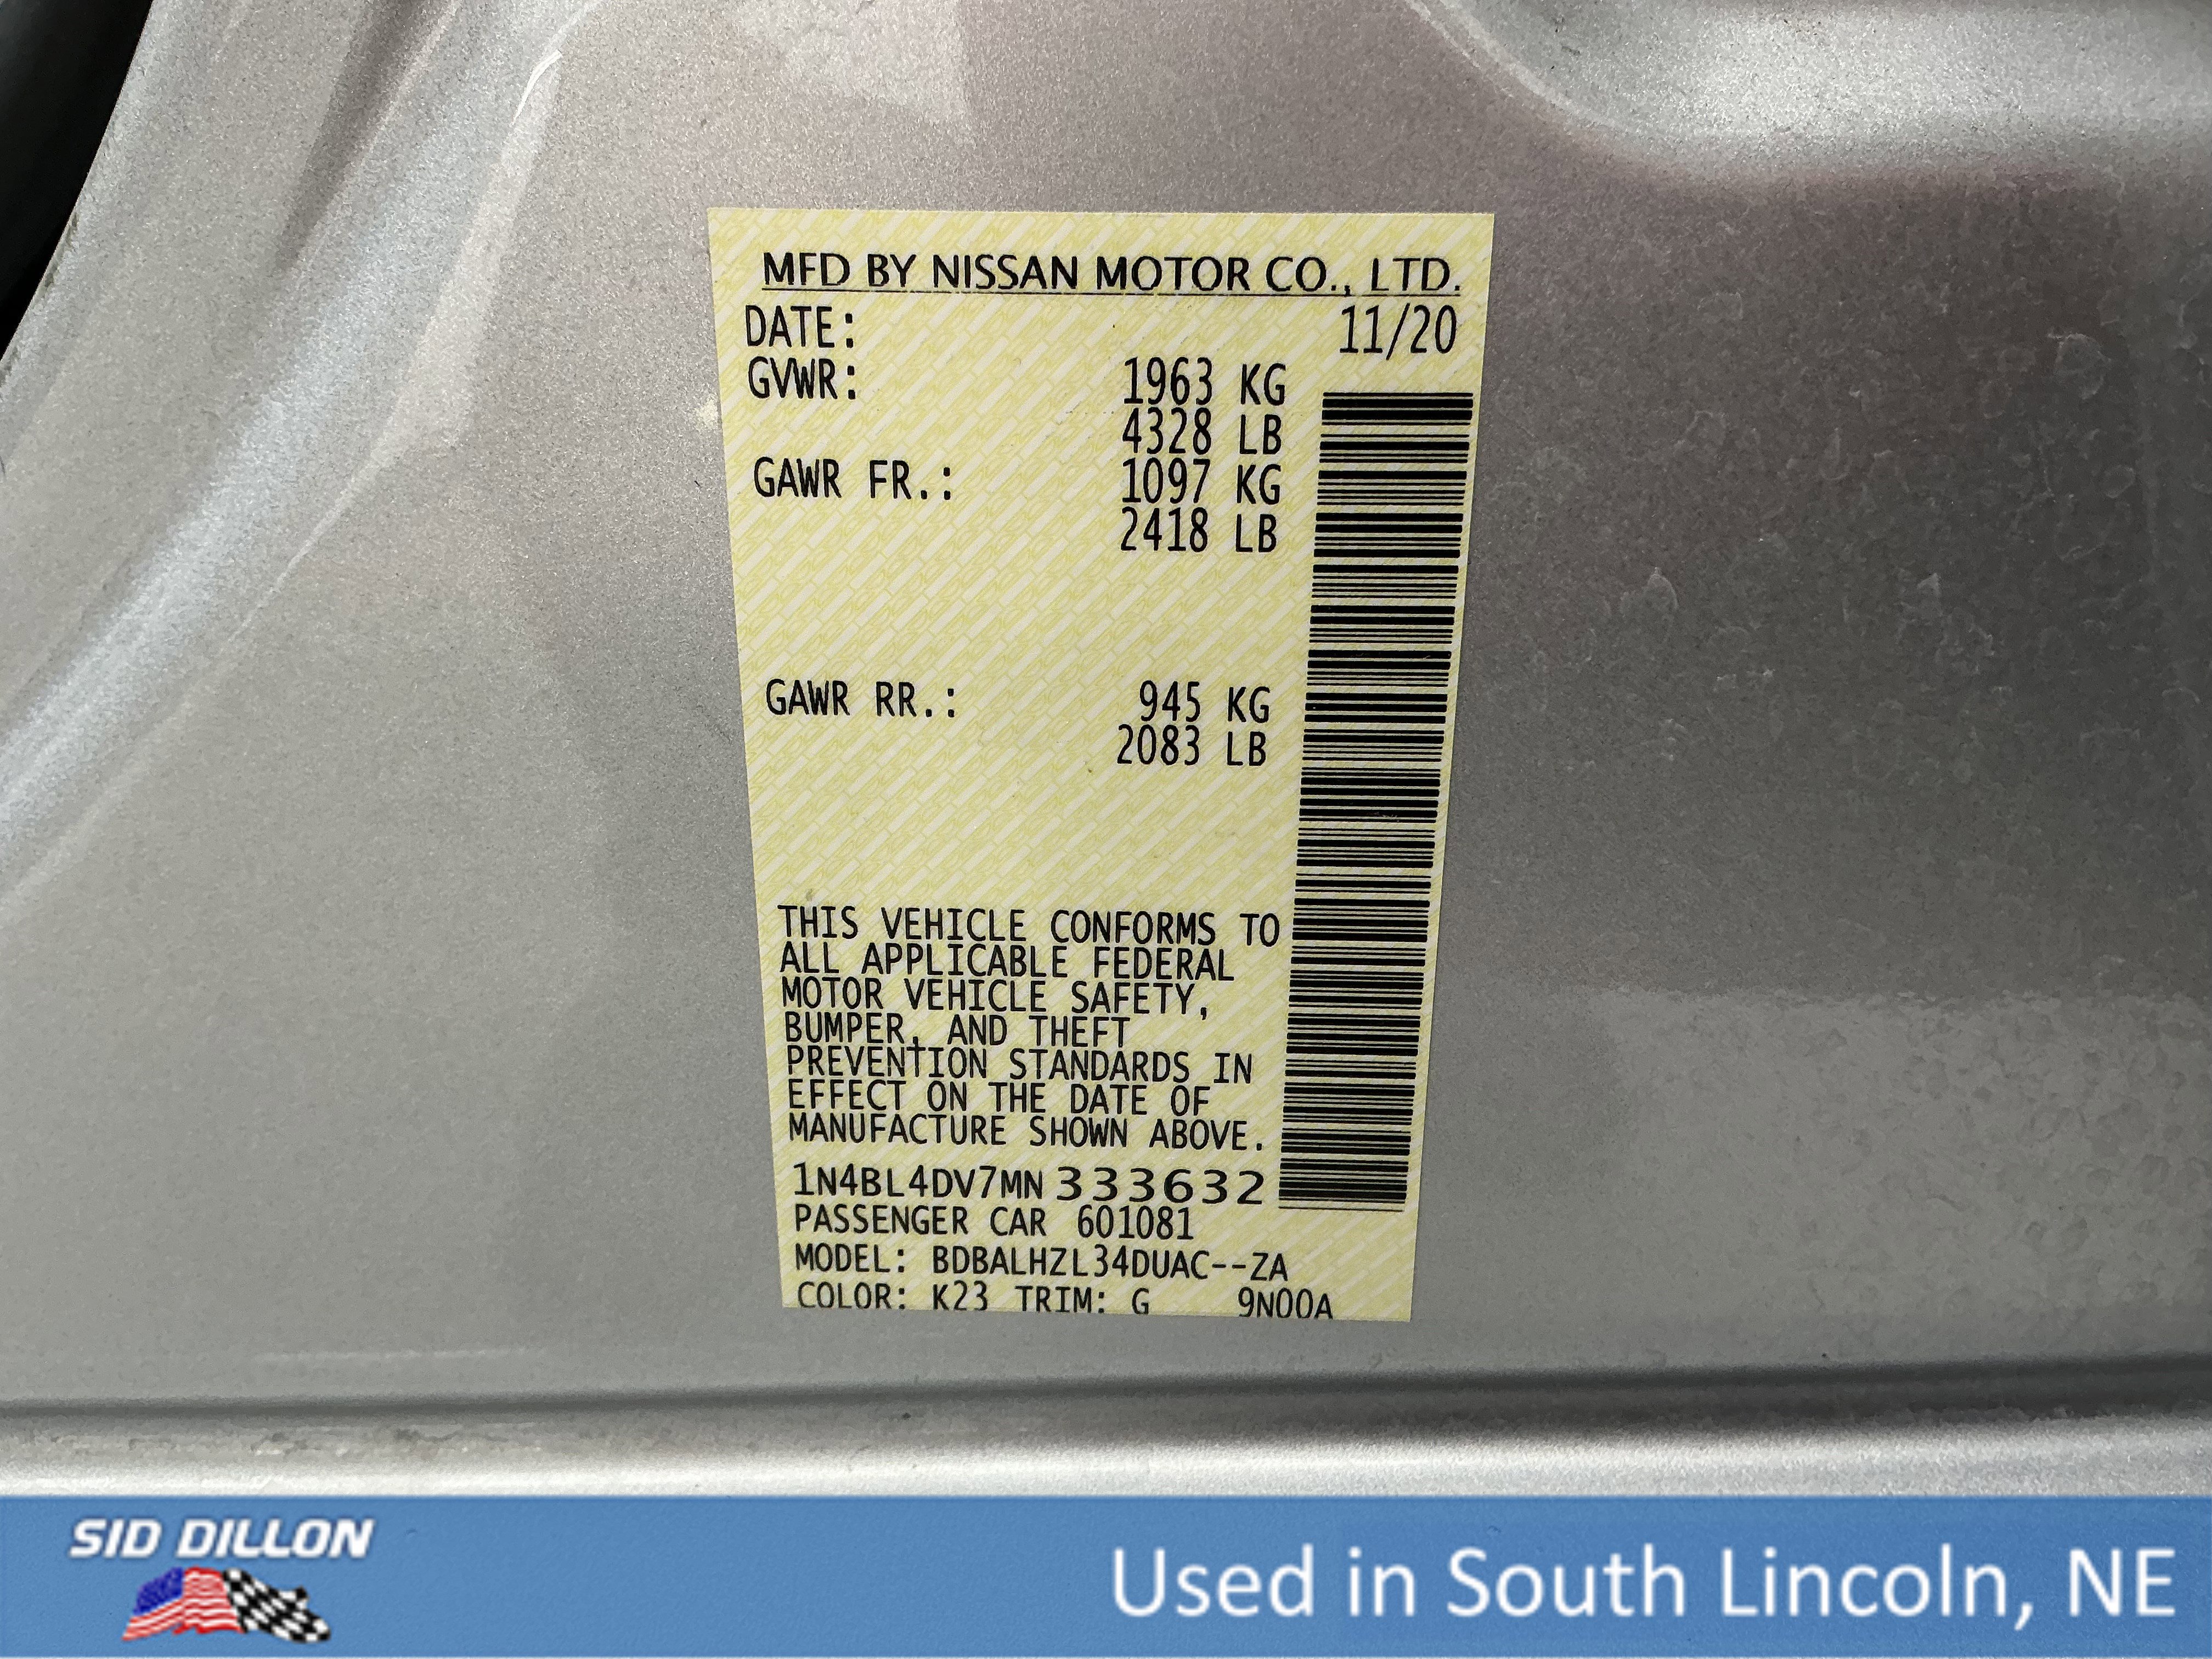 MFD BY NISSAN MOTOR CO., LTD.
DATE: 11/20
GVWR: 1963 KG
4328 LB
GAWR FR.: 1097 KG
2418 LB
GAWR RR.: 945 KG
2083 LB
THIS VEHICLE CONFORMS TO
ALL APPLICABLE FEDERAL
MOTOR VEHICLE SAFETY,
BUMPER, AND THEFT
PREVENTION STANDARDS IN
EFFECT ON THE DATE OF
MANUFACTURE SHOWN ABOVE.
1N4BL4DV7MN333632
PASSENGER CAR 601081
MODEL: BDBALHZL34DUAC--ZA
COLOR: K23 TRIM: G 9N00A
SID DILLON
Used in South Lincoln, NE